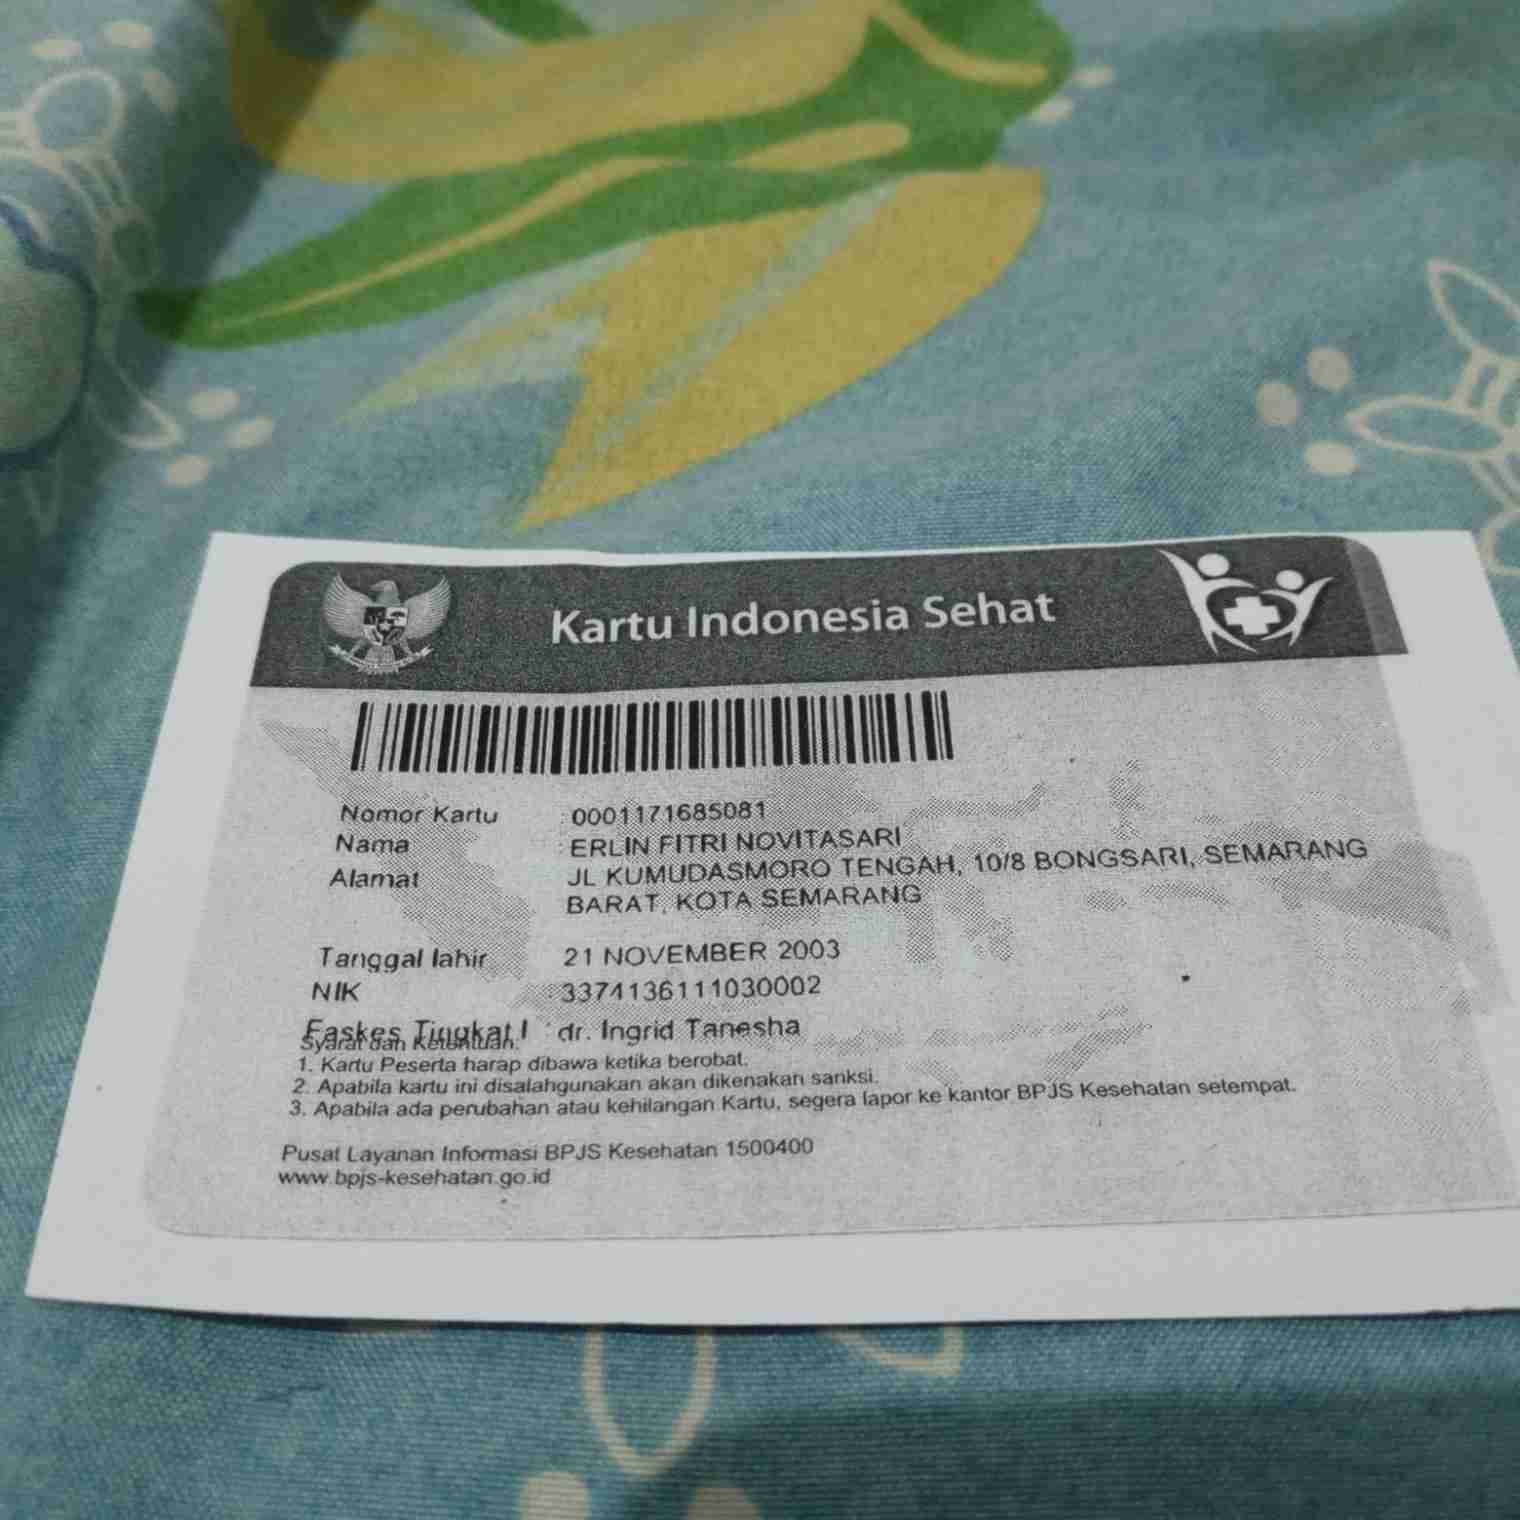 Kartu Indonesia Sehat
Nomor Kartu : 0001171685081
Nama : ERLIN FITRI NOVITASARI
Alamat JL KUMUDASMORO TENGAH, 10/8 BONGSARI, SEMARANG
BARAT, KOTA SEMARANG
Tanggal lahir 21 NOVEMBER 2003
NIK : 3374136111030002
Faskes Tingkat I : dr. Ingrid Tanesha
Syarat dan Ketentuan:
1. Kartu Peserta harap dibawa ketika berobat.
2. Apabila kartu ini disalahgunakan akan dikenakan sanksi.
3. Apabila ada perubahan atau kehilangan Kartu, segera lapor ke kantor BPJS Kesehatan setempat.
Pusat Layanan Informasi BPJS Kesehatan 1500400
www.bpjs-kesehatan.go.id